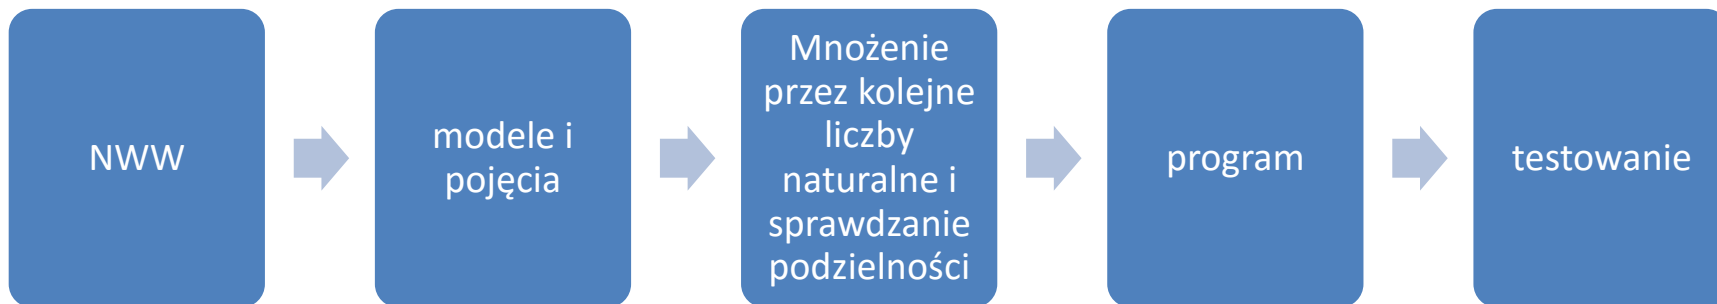 NWW
modele i
pojęcia
Mnożenie
przez kolejne
liczby
naturalne i
sprawdzanie
podzielności
program
testowanie